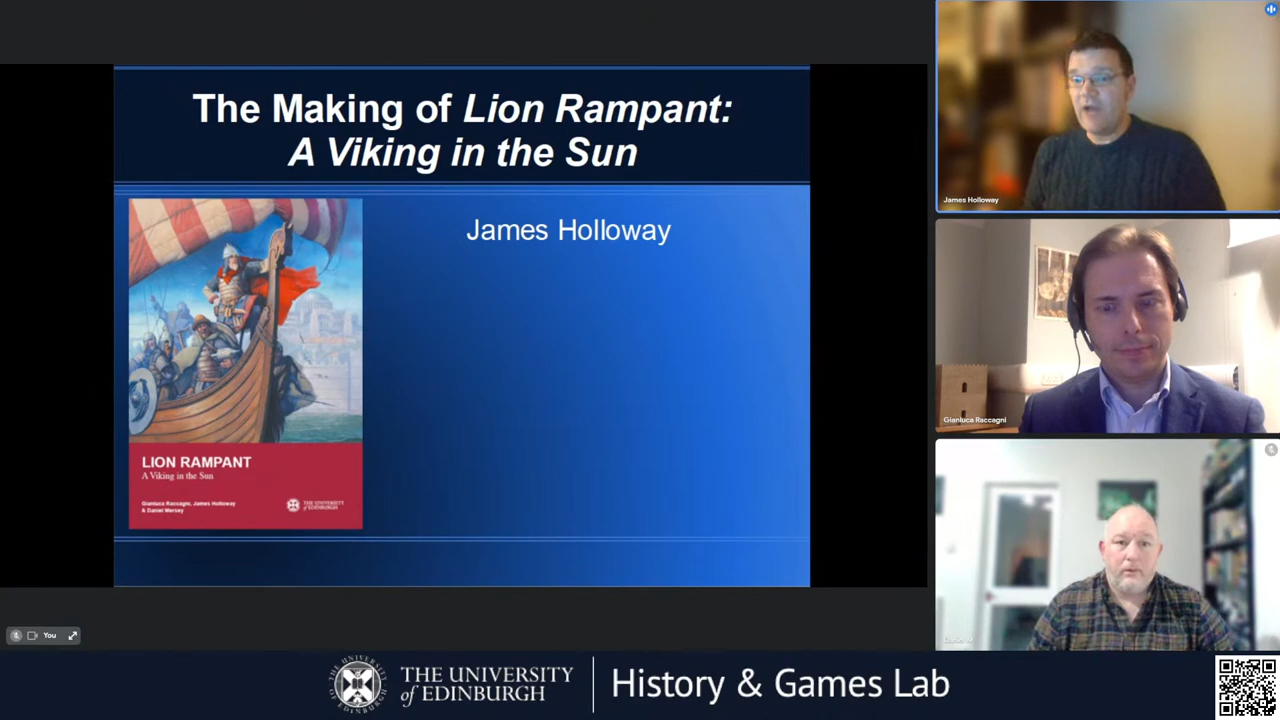 The Making of Lion Rampant:
A Viking in the Sun
James Holloway
LION RAMPANT
A Viking in the Sun
Gianluca Raccagni, James Holloway
& Daniel Mersey
THE UNIVERSITY
of EDINBURGH
James Holloway
Gianluca Raccagni
You
THE UNIVERSITY
of EDINBURGH
History & Games Lab